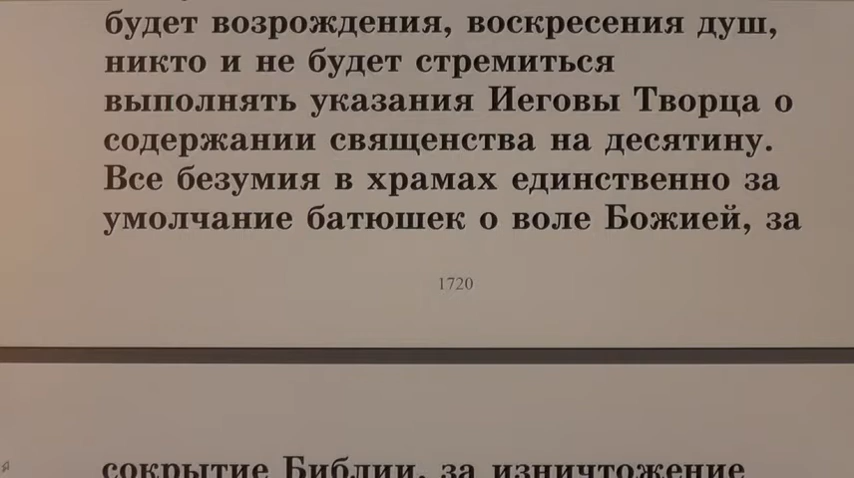 будет возрождения, воскресения душ,
никто и не будет стремиться
выполнять указания Иеговы Творца о
содержании священства на десятину.
Все безумия в храмах единственно за
умолчание батюшек о воле Божией, за
1720
сокрытие Библии, за изничтожение